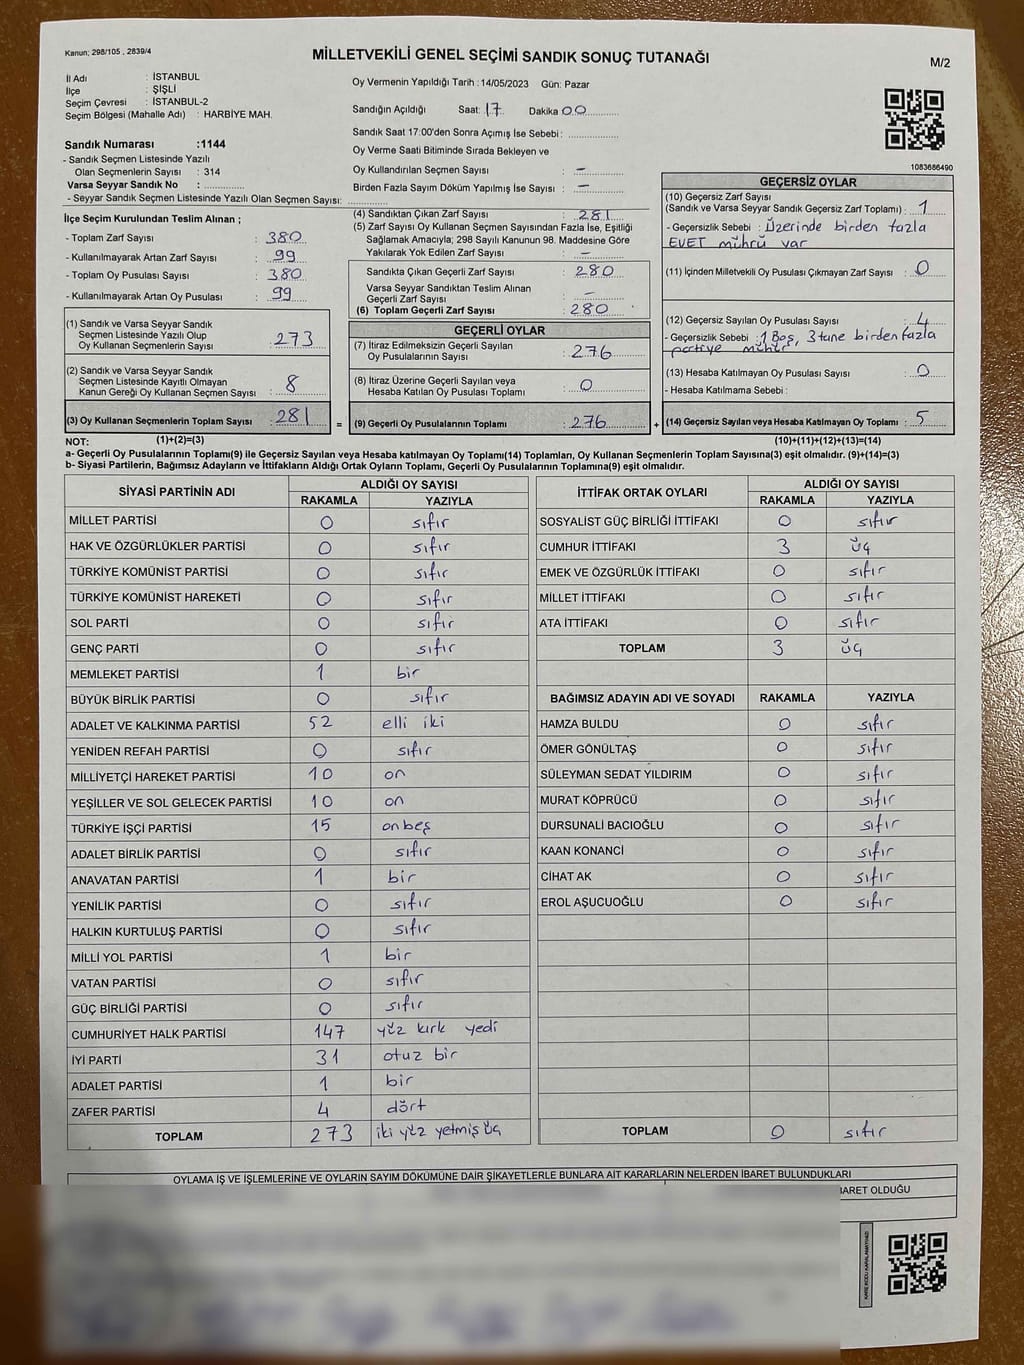 Kanun; 298/105 , 2839/4
MİLLETVEKİLİ GENEL SEÇİMİ SANDIK SONUÇ TUTANAĞI
M/2
İl Adı : İSTANBUL
İlçe : ŞİŞLİ
Seçim Çevresi : İSTANBUL-2
Seçim Bölgesi (Mahalle Adı) : HARBİYE MAH.
Sandık Numarası :1144
- Sandık Seçmen Listesinde Yazılı
Olan Seçmenlerin Sayısı : 314
Varsa Seyyar Sandık No : ..............
- Seyyar Sandık Seçmen Listesinde Yazılı Olan Seçmen Sayısı: ..............
Oy Vermenin Yapıldığı Tarih : 14/05/2023 Gün: Pazar
Sandığın Açıldığı Saat: 17 Dakika 00
Sandık Saat 17:00'den Sonra Açımış İse Sebebi: ..............
Oy Verme Saati Bitiminde Sırada Bekleyen ve
Oy Kullandırılan Seçmen Sayısı : -
Birden Fazla Sayım Döküm Yapılmış İse Sayısı : -
1083686490
İlçe Seçim Kurulundan Teslim Alınan ;
- Toplam Zarf Sayısı : 380
- Kullanılmayarak Artan Zarf Sayısı : 99
- Toplam Oy Pusulası Sayısı : 380
- Kullanılmayarak Artan Oy Pusulası : 99
(1) Sandık ve Varsa Seyyar Sandık
Seçmen Listesinde Yazılı Olup
Oy Kullanan Seçmenlerin Sayısı : 273
(2) Sandık ve Varsa Seyyar Sandık
Seçmen Listesinde Kayıtlı Olmayan
Kanun Gereği Oy Kullanan Seçmen Sayısı : 8
(3) Oy Kullanan Seçmenlerin Toplam Sayısı : 281
(4) Sandıktan Çıkan Zarf Sayısı : 281
(5) Zarf Sayısı Oy Kullanan Seçmen Sayısından Fazla İse, Eşitliği
Sağlamak Amacıyla; 298 Sayılı Kanunun 98. Maddesine Göre
Yakılarak Yok Edilen Zarf Sayısı : -
Sandıkta Çıkan Geçerli Zarf Sayısı : 280
Varsa Seyyar Sandıktan Teslim Alınan
Geçerli Zarf Sayısı : -
(6) Toplam Geçerli Zarf Sayısı : 280
GEÇERLİ OYLAR
(7) İtiraz Edilmeksizin Geçerli Sayılan
Oy Pusulalarının Sayısı : 276
(8) İtiraz Üzerine Geçerli Sayılan veya
Hesaba Katılan Oy Pusulaları Toplamı : 0
= (9) Geçerli Oy Pusulalarının Toplamı : 276 +
GEÇERSİZ OYLAR
(10) Geçersiz Zarf Sayısı
(Sandık ve Varsa Seyyar Sandık Geçersiz Zarf Toplamı) : 1
- Geçersizlik Sebebi : Üzerinde birden fazla
EVET mührü var
(11) İçinden Milletvekili Oy Pusulası Çıkmayan Zarf Sayısı : 0
(12) Geçersiz Sayılan Oy Pusulası Sayısı : 4
- Geçersizlik Sebebi : 1 Boş, 3 tane birden fazla
partiye mühür
(13) Hesaba Katılmayan Oy Pusulası Sayısı : 0
- Hesaba Katılmama Sebebi :
(14) Geçersiz Sayılan veya Hesaba Katılmayan Oy Toplamı : 5
NOT: (1)+(2)=(3)
(10)+(11)+(12)+(13)=(14)
a- Geçerli Oy Pusulalarının Toplamı(9) ile Geçersiz Sayılan veya Hesaba katılmayan Oy Toplamı(14) Toplamları, Oy Kullanan Seçmenlerin Toplam Sayısına(3) eşit olmalıdır. (9)+(14)=(3)
b- Siyasi Partilerin, Bağımsız Adayların ve İttifakların Aldığı Ortak Oyların Toplamı, Geçerli Oy Pusulalarının Toplamına(9) eşit olmalıdır.
SİYASİ PARTİNİN ADI ALDIĞI OY SAYISI
RAKAMLA YAZIYLA
MİLLET PARTİSİ 0 sıfır
HAK VE ÖZGÜRLÜKLER PARTİSİ 0 sıfır
TÜRKİYE KOMÜNİST PARTİSİ 0 sıfır
TÜRKİYE KOMÜNİST HAREKETİ 0 sıfır
SOL PARTİ 0 sıfır
GENÇ PARTİ 0 sıfır
MEMLEKET PARTİSİ 1 bir
BÜYÜK BİRLİK PARTİSİ 0 sıfır
ADALET VE KALKINMA PARTİSİ 52 elli iki
YENİDEN REFAH PARTİSİ 0 sıfır
MİLLİYETÇİ HAREKET PARTİSİ 10 on
YEŞİLLER VE SOL GELECEK PARTİSİ 10 on
TÜRKİYE İŞÇİ PARTİSİ 15 onbeş
ADALET BİRLİK PARTİSİ 0 sıfır
ANAVATAN PARTİSİ 1 bir
YENİLİK PARTİSİ 0 sıfır
HALKIN KURTULUŞ PARTİSİ 0 sıfır
MİLLİ YOL PARTİSİ 1 bir
VATAN PARTİSİ 0 sıfır
GÜÇ BİRLİĞİ PARTİSİ 0 sıfır
CUMHURİYET HALK PARTİSİ 147 yüz kırk yedi
İYİ PARTİ 31 otuz bir
ADALET PARTİSİ 1 bir
ZAFER PARTİSİ 4 dört
TOPLAM 273 iki yüz yetmiş üç
İTTİFAK ORTAK OYLARI ALDIĞI OY SAYISI
RAKAMLA YAZIYLA
SOSYALİST GÜÇ BİRLİĞİ İTTİFAKI 0 sıfır
CUMHUR İTTİFAKI 3 üç
EMEK VE ÖZGÜRLÜK İTTİFAKI 0 sıfır
MİLLET İTTİFAKI 0 sıfır
ATA İTTİFAKI 0 sıfır
TOPLAM 3 üç
BAĞIMSIZ ADAYIN ADI VE SOYADI RAKAMLA YAZIYLA
HAMZA BULDU 0 sıfır
ÖMER GÖNÜLTAŞ 0 sıfır
SÜLEYMAN SEDAT YILDIRIM 0 sıfır
MURAT KÖPRÜCÜ 0 sıfır
DURSUNALİ BACIOĞLU 0 sıfır
KAAN KONANCİ 0 sıfır
CİHAT AK 0 sıfır
EROL AŞUCUOĞLU 0 sıfır
TOPLAM 0 sıfır
OYLAMA İŞ VE İŞLEMLERİNE VE OYLARIN SAYIM DÖKÜMÜNE DAİR ŞİKAYETLERLE BUNLARA AİT KARARLARIN NELERDEN İBARET BULUNDUKLARI
BARET OLDUĞU
KARE KODU KARALAMAYINIZ!